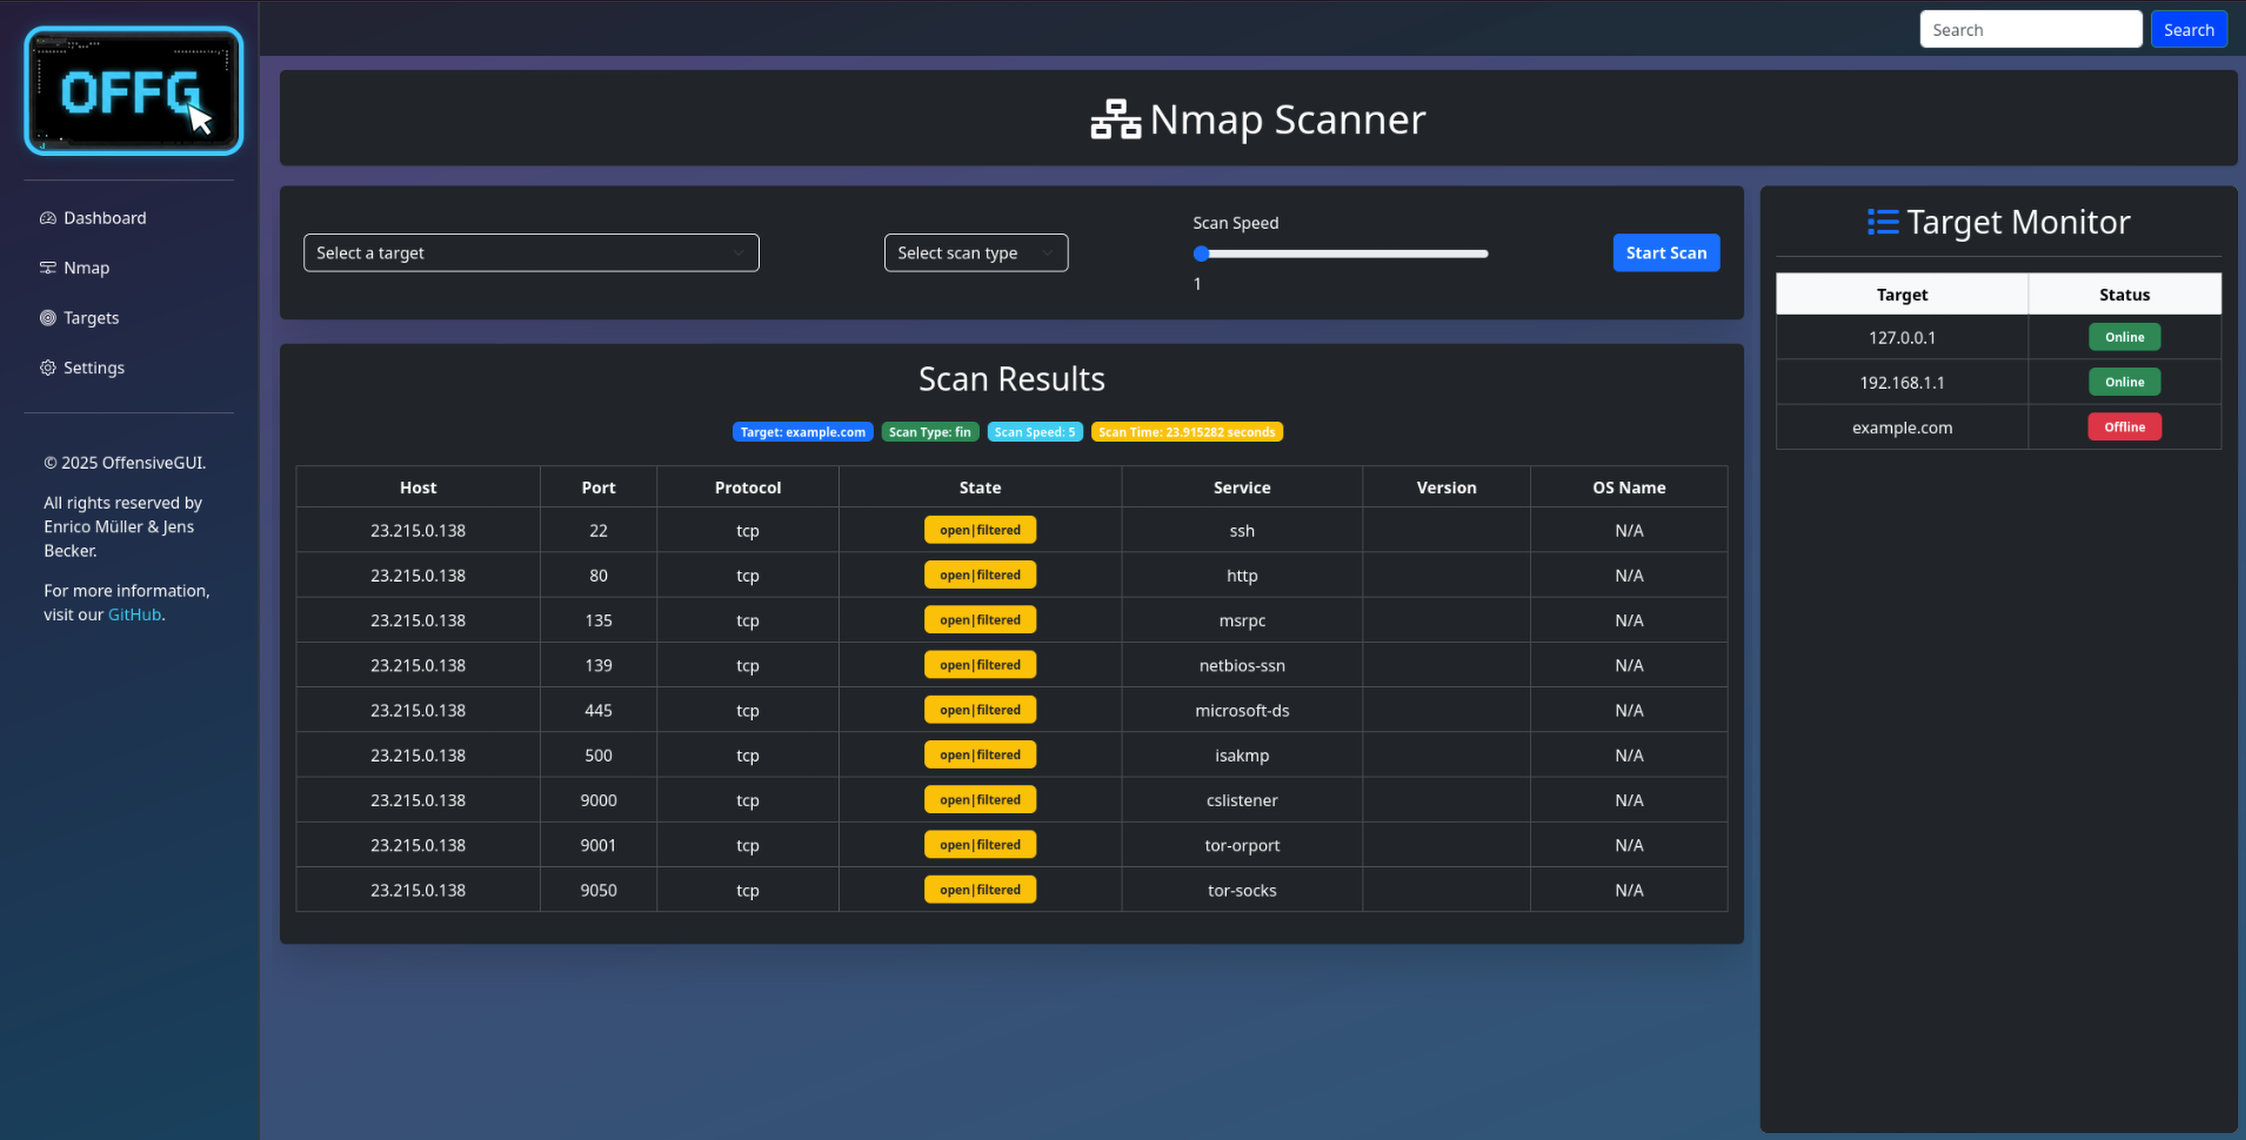 OFFG
Dashboard
Nmap
Targets
Settings
© 2025 OffensiveGUI.
All rights reserved by
Enrico Müller & Jens
Becker.
For more information,
visit our GitHub.
Search Search
Nmap Scanner
Select a target Select scan type Scan Speed Start Scan
1
Scan Results
Target: example.com Scan Type: fin Scan Speed: 5 Scan Time: 23.915282 seconds
Host Port Protocol State Service Version OS Name
23.215.0.138 22 tcp open|filtered ssh N/A
23.215.0.138 80 tcp open|filtered http N/A
23.215.0.138 135 tcp open|filtered msrpc N/A
23.215.0.138 139 tcp open|filtered netbios-ssn N/A
23.215.0.138 445 tcp open|filtered microsoft-ds N/A
23.215.0.138 500 tcp open|filtered isakmp N/A
23.215.0.138 9000 tcp open|filtered cslistener N/A
23.215.0.138 9001 tcp open|filtered tor-orport N/A
23.215.0.138 9050 tcp open|filtered tor-socks N/A
Target Monitor
Target Status
127.0.0.1 Online
192.168.1.1 Online
example.com Offline